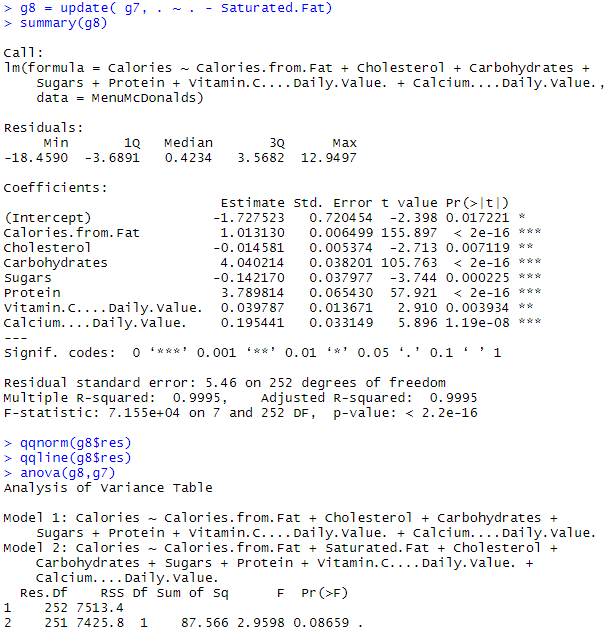 > g8 = update( g7, . ~ . - Saturated.Fat)
> summary(g8)
Call:
lm(formula = Calories ~ Calories.from.Fat + Cholesterol + Carbohydrates +
    Sugars + Protein + Vitamin.C....Daily.Value. + Calcium....Daily.Value.,
    data = MenuMcDonalds)
Residuals:
     Min       1Q   Median       3Q      Max
-18.4590  -3.6891   0.4234   3.5682  12.9497
Coefficients:
                           Estimate Std. Error t value Pr(>|t|)
(Intercept)               -1.727523   0.720454  -2.398 0.017221 *
Calories.from.Fat          1.013130   0.006499 155.897  < 2e-16 ***
Cholesterol               -0.014581   0.005374  -2.713 0.007119 **
Carbohydrates              4.040214   0.038201 105.763  < 2e-16 ***
Sugars                    -0.142170   0.037977  -3.744 0.000225 ***
Protein                    3.789814   0.065430  57.921  < 2e-16 ***
Vitamin.C....Daily.Value.  0.039787   0.013671   2.910 0.003934 **
Calcium....Daily.Value.    0.195441   0.033149   5.896 1.19e-08 ***
---
Signif. codes:  0 ‘***’ 0.001 ‘**’ 0.01 ‘*’ 0.05 ‘.’ 0.1 ‘ ’ 1
Residual standard error: 5.46 on 252 degrees of freedom
Multiple R-squared:  0.9995,    Adjusted R-squared:  0.9995
F-statistic: 7.155e+04 on 7 and 252 DF,  p-value: < 2.2e-16
> qqnorm(g8$res)
> qqline(g8$res)
> anova(g8,g7)
Analysis of Variance Table
Model 1: Calories ~ Calories.from.Fat + Cholesterol + Carbohydrates +
    Sugars + Protein + Vitamin.C....Daily.Value. + Calcium....Daily.Value.
Model 2: Calories ~ Calories.from.Fat + Saturated.Fat + Cholesterol +
    Carbohydrates + Sugars + Protein + Vitamin.C....Daily.Value. +
    Calcium....Daily.Value.
  Res.Df    RSS Df Sum of Sq      F  Pr(>F)
1    252 7513.4
2    251 7425.8  1    87.566 2.9598 0.08659 .